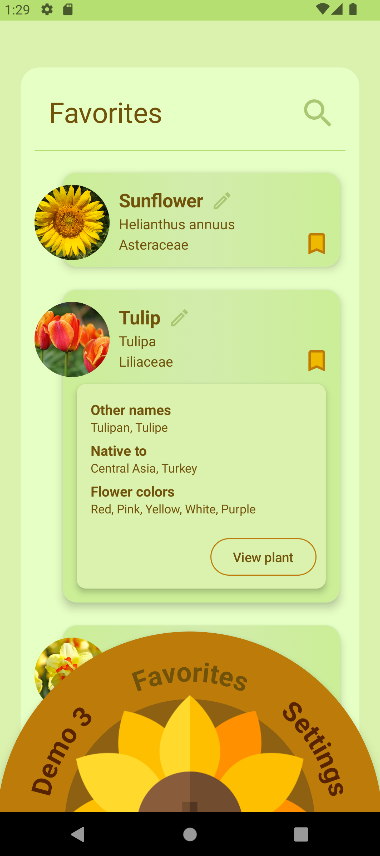 1:29
Favorites
Sunflower
Helianthus annuus
Asteraceae
Tulip
Tulipa
Liliaceae
Other names
Tulipan, Tulipe
Native to
Central Asia, Turkey
Flower colors
Red, Pink, Yellow, White, Purple
View plant
Demo 3
Favorites
Settings